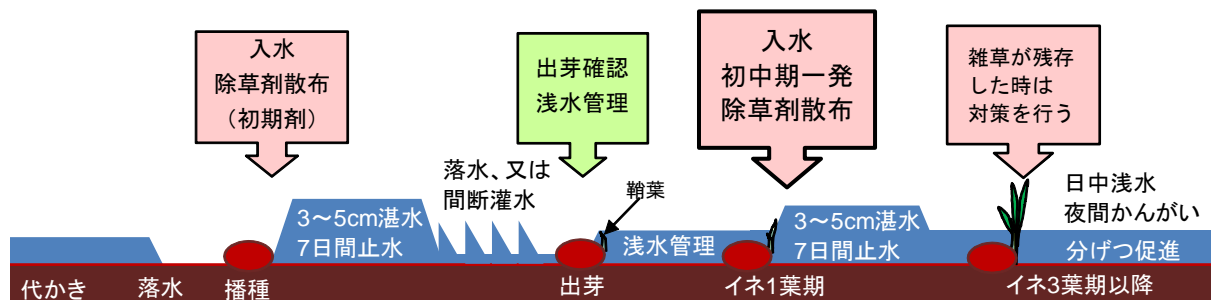 入水
除草剤散布
（初期剤）
出芽確認
浅水管理
入水
初中期一発
除草剤散布
雑草が残存
した時は
対策を行う
落水、又は
間断灌水
鞘葉
日中浅水
夜間かんがい
3～5cm湛水
7日間止水
浅水管理
3～5cm湛水
7日間止水
分げつ促進
代かき
落水
播種
出芽
イネ1葉期
イネ3葉期以降